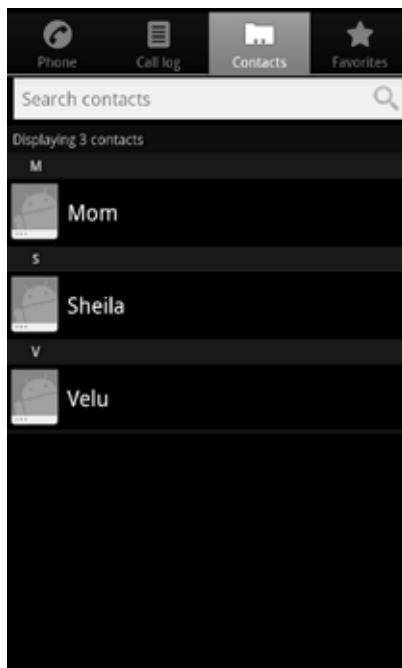 Phone Call log Contacts Favorites
Search contacts
Displaying 3 contacts
M
Mom
S
Sheila
V
Velu